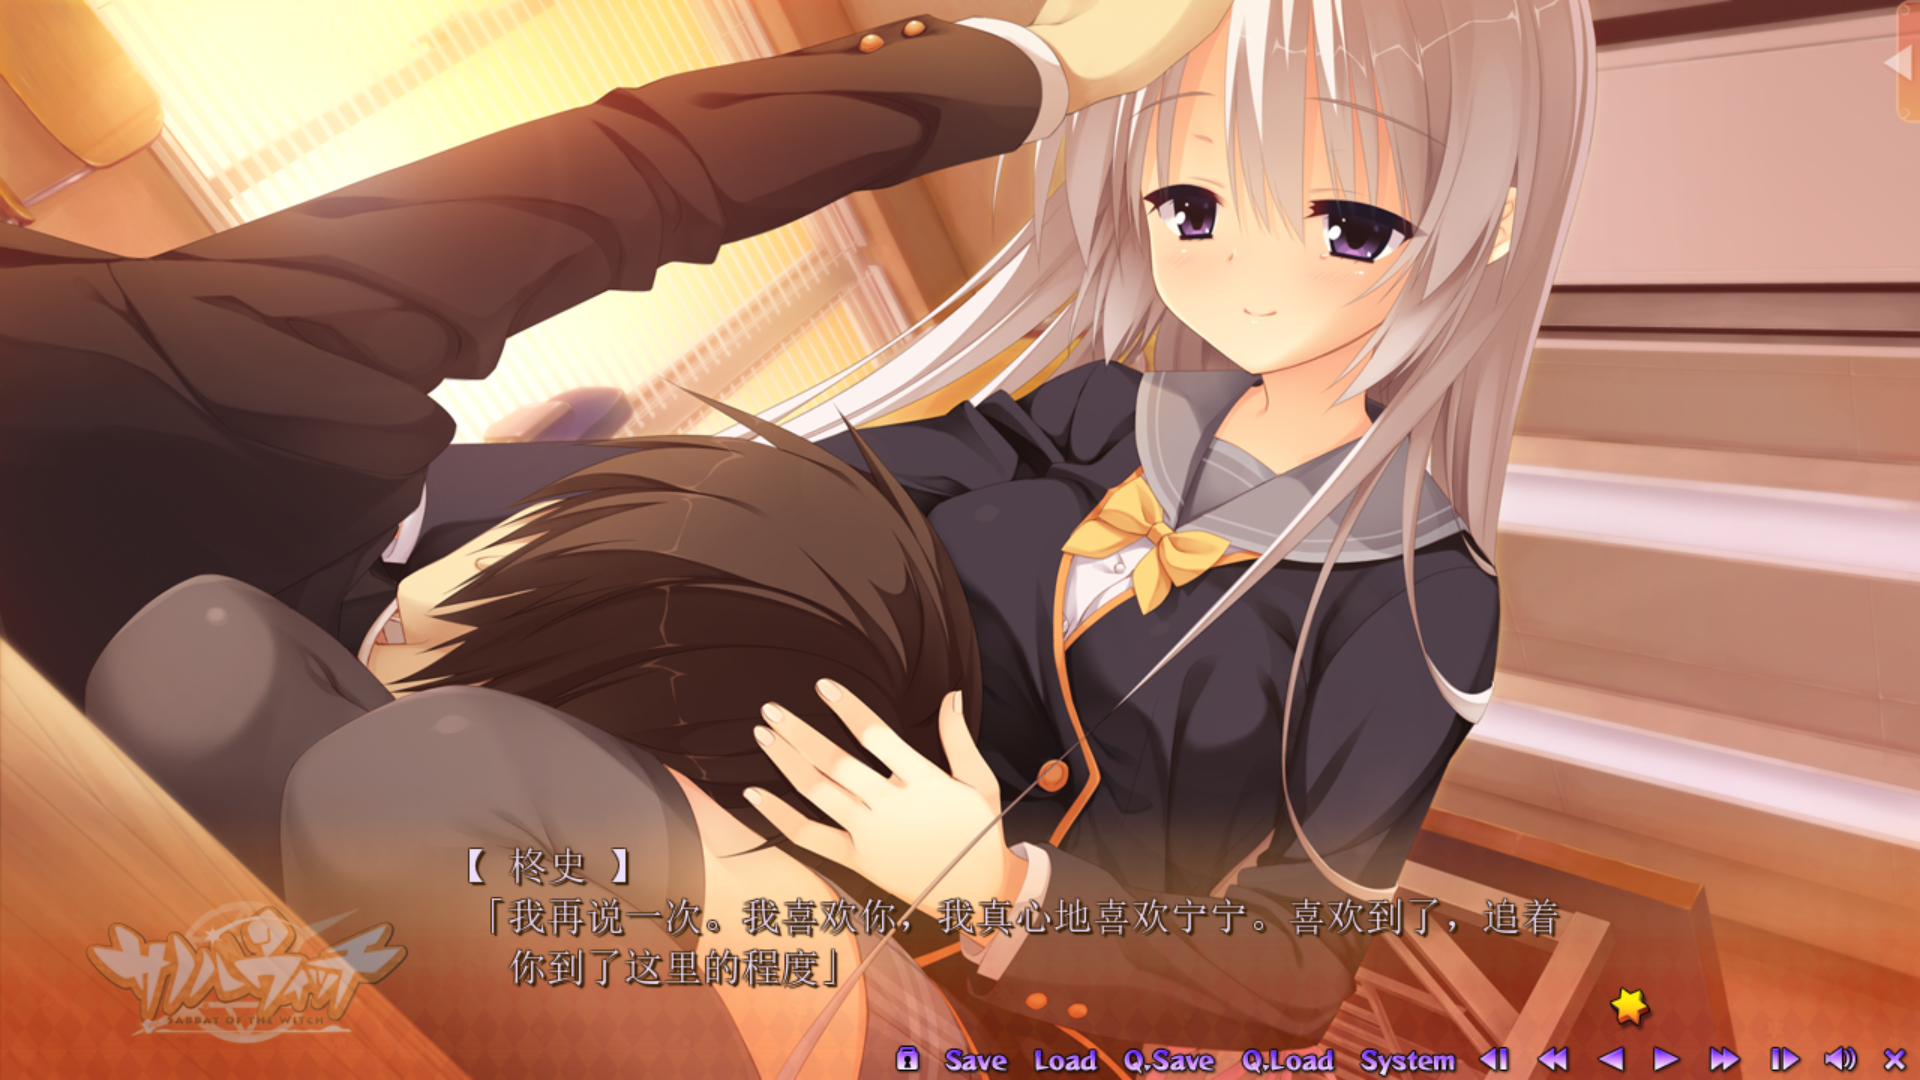 【 柊史 】
「我再说一次。我喜欢你，我真心地喜欢宁宁。喜欢到了，追着
你到了这里的程度」
サノバウィッチ
SABBAT OF THE WITCH
Save Load Q.Save Q.Load System